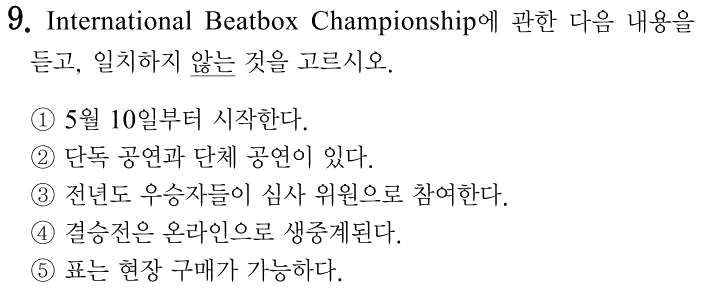 9. International Beatbox Championship에 관한 다음 내용을
듣고, 일치하지 않는 것을 고르시오.
① 5월 10일부터 시작한다.
② 단독 공연과 단체 공연이 있다.
③ 전년도 우승자들이 심사 위원으로 참여한다.
④ 결승전은 온라인으로 생중계된다.
⑤ 표는 현장 구매가 가능하다.